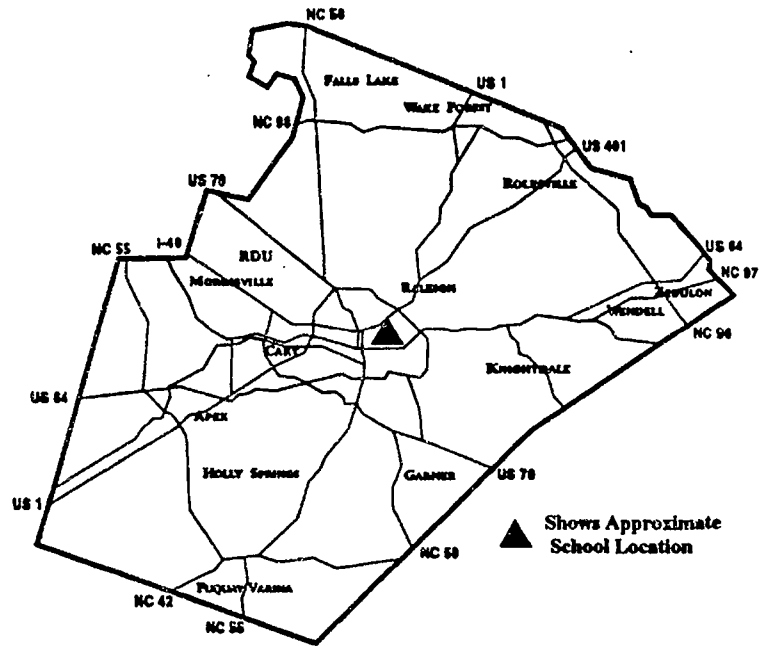 NC 50
FALLS LAKE
US 1
WAKE FOREST
NC 98
US 401
ROLESVILLE
US 70
NC 55
I-40
RDU
US 64
NC 97
MORRISVILLE
RALEIGH
ZEBULON
WENDELL
NC 96
CARY
KNIGHTDALE
US 64
APEX
HOLLY SPRINGS
GARNER
US 70
US 1
Shows Approximate
School Location
NC 50
FUQUAY VARINA
NC 42
NC 55